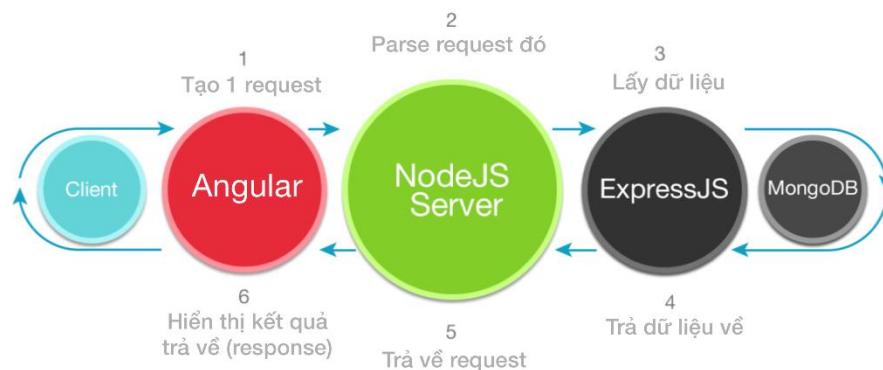 2
Parse request đó
1
Tạo 1 request
3
Lấy dữ liệu
Client
Angular
NodeJS
Server
ExpressJS
MongoDB
6
Hiển thị kết quả
trả về (response)
5
Trả về request
4
Trả dữ liệu về